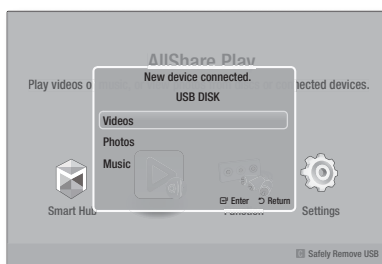 AllShare Play
Play videos o
nected devices.
New device connected.
USB DISK
Videos
Photos
Music
Enter
Return
Smart Hub
Function
Settings
Safely Remove USB